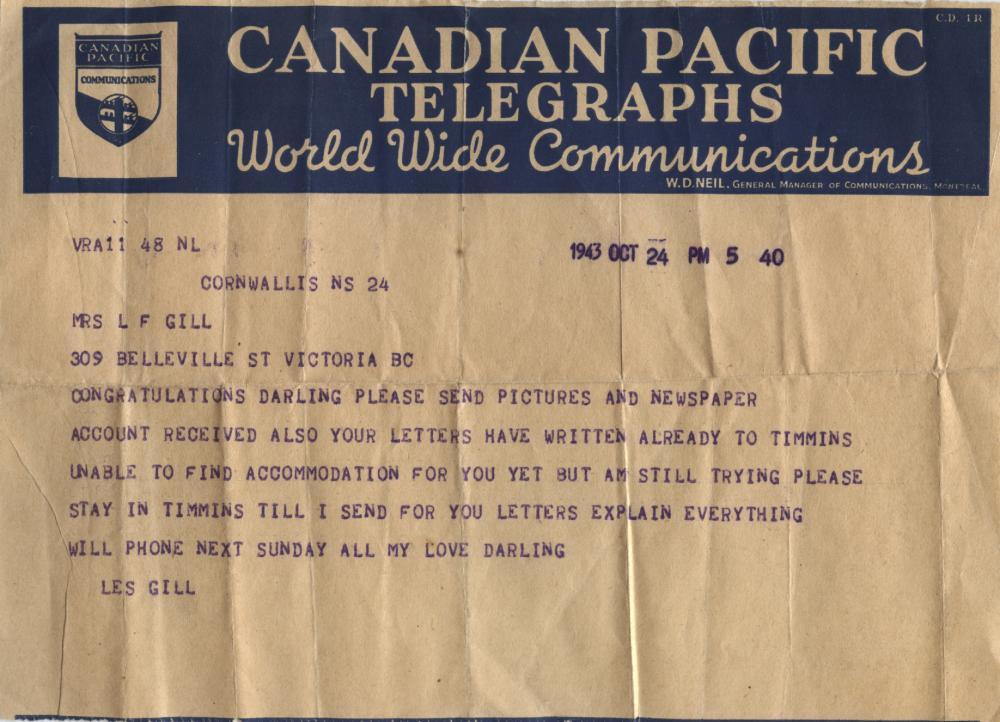 C.D. 1R
CANADIAN
PACIFIC
COMMUNICATIONS
CANADIAN PACIFIC
TELEGRAPHS
World Wide Communications
W.D. NEIL, GENERAL MANAGER OF COMMUNICATIONS, MONTREAL.
VRA11 48 NL
1943 OCT 24 PM 5 40
CORNWALLIS NS 24
MRS L F GILL
309 BELLEVILLE ST VICTORIA BC
CONGRATULATIONS DARLING PLEASE SEND PICTURES AND NEWSPAPER
ACCOUNT RECEIVED ALSO YOUR LETTERS HAVE WRITTEN ALREADY TO TIMMINS
UNABLE TO FIND ACCOMMODATION FOR YOU YET BUT AM STILL TRYING PLEASE
STAY IN TIMMINS TILL I SEND FOR YOU LETTERS EXPLAIN EVERYTHING
WILL PHONE NEXT SUNDAY ALL MY LOVE DARLING
LES GILL